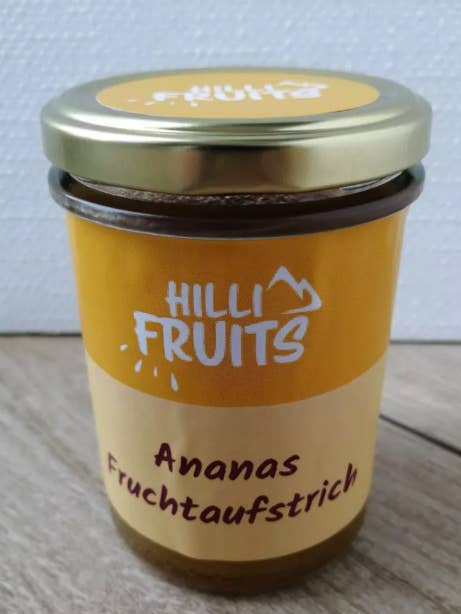 HILLI
FRUITS
HILLI
FRUITS
Ananas
Fruchtaufstrich